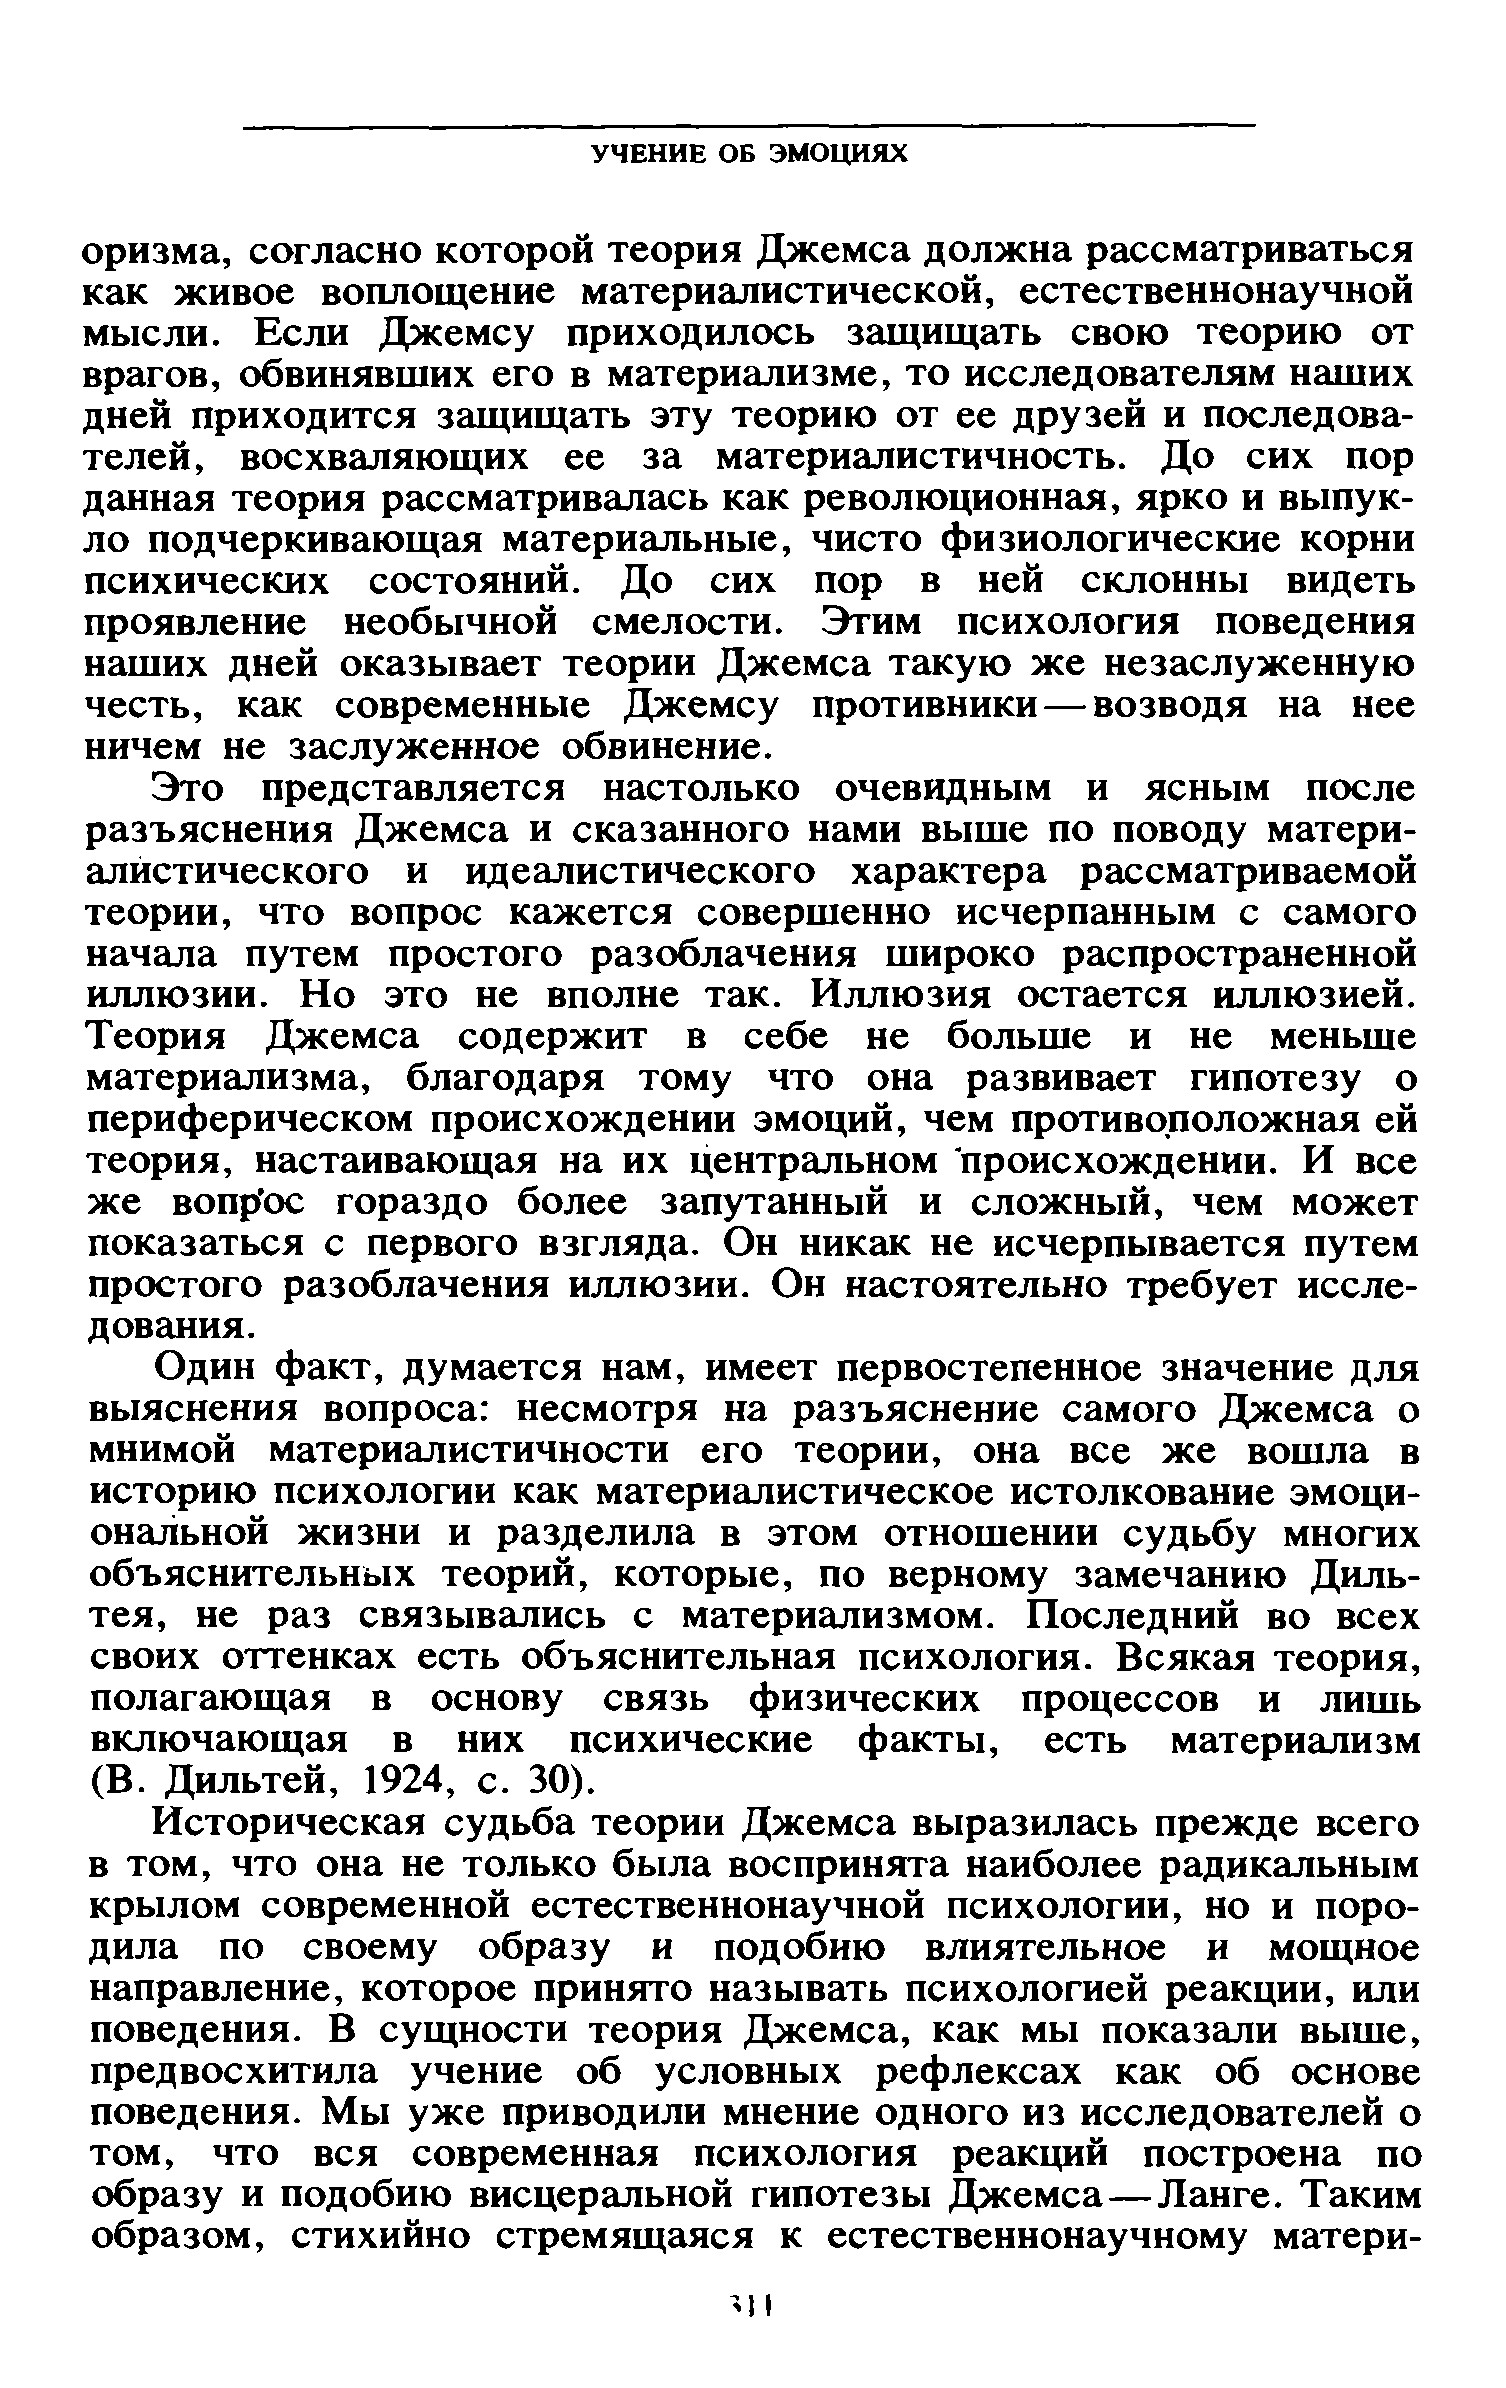 УЧЕНИЕ ОБ ЭМОЦИЯХ
оризма, согласно которой теория Джемса должна рассматриваться
как живое воплощение материалистической, естественнонаучной
мысли. Если Джемсу приходилось защищать свою теорию от
врагов, обвинявших его в материализме, то исследователям наших
дней приходится защищать эту теорию от ее друзей и последова-
телей, восхваляющих ее за материалистичность. До сих пор
данная теория рассматривалась как революционная, ярко и выпук-
ло подчеркивающая материальные, чисто физиологические корни
психических состояний. До сих пор в ней склонны видеть
проявление необычной смелости. Этим психология поведения
наших дней оказывает теории Джемса такую же незаслуженную
честь, как современные Джемсу противники—возводя на нее
ничем не заслуженное обвинение.
Это представляется настолько очевидным и ясным после
разъяснения Джемса и сказанного нами выше по поводу матери-
алистического и идеалистического характера рассматриваемой
теории, что вопрос кажется совершенно исчерпанным с самого
начала путем простого разоблачения широко распространенной
иллюзии. Но это не вполне так. Иллюзия остается иллюзией.
Теория Джемса содержит в себе не больше и не меньше
материализма, благодаря тому что она развивает гипотезу о
периферическом происхождении эмоций, чем противоположная ей
теория, настаивающая на их центральном происхождении. И все
же вопрос гораздо более запутанный и сложный, чем может
показаться с первого взгляда. Он никак не исчерпывается путем
простого разоблачения иллюзии. Он настоятельно требует иссле-
дования.
Один факт, думается нам, имеет первостепенное значение для
выяснения вопроса: несмотря на разъяснение самого Джемса о
мнимой материалистичности его теории, она все же вошла в
историю психологии как материалистическое истолкование эмоци-
ональной жизни и разделила в этом отношении судьбу многих
объяснительных теорий, которые, по верному замечанию Диль-
тея, не раз связывались с материализмом. Последний во всех
своих оттенках есть объяснительная психология. Всякая теория,
полагающая в основу связь физических процессов и лишь
включающая в них психические факты, есть материализм
(В. Дильтей, 1924, с. 30).
Историческая судьба теории Джемса выразилась прежде всего
в том, что она не только была воспринята наиболее радикальным
крылом современной естественнонаучной психологии, но и поро-
дила по своему образу и подобию влиятельное и мощное
направление, которое принято называть психологией реакции, или
поведения. В сущности теория Джемса, как мы показали выше,
предвосхитила учение об условных рефлексах как об основе
поведения. Мы уже приводили мнение одного из исследователей о
том, что вся современная психология реакций построена по
образу и подобию висцеральной гипотезы Джемса—Ланге. Таким
образом, стихийно стремящаяся к естественнонаучному матери-
311